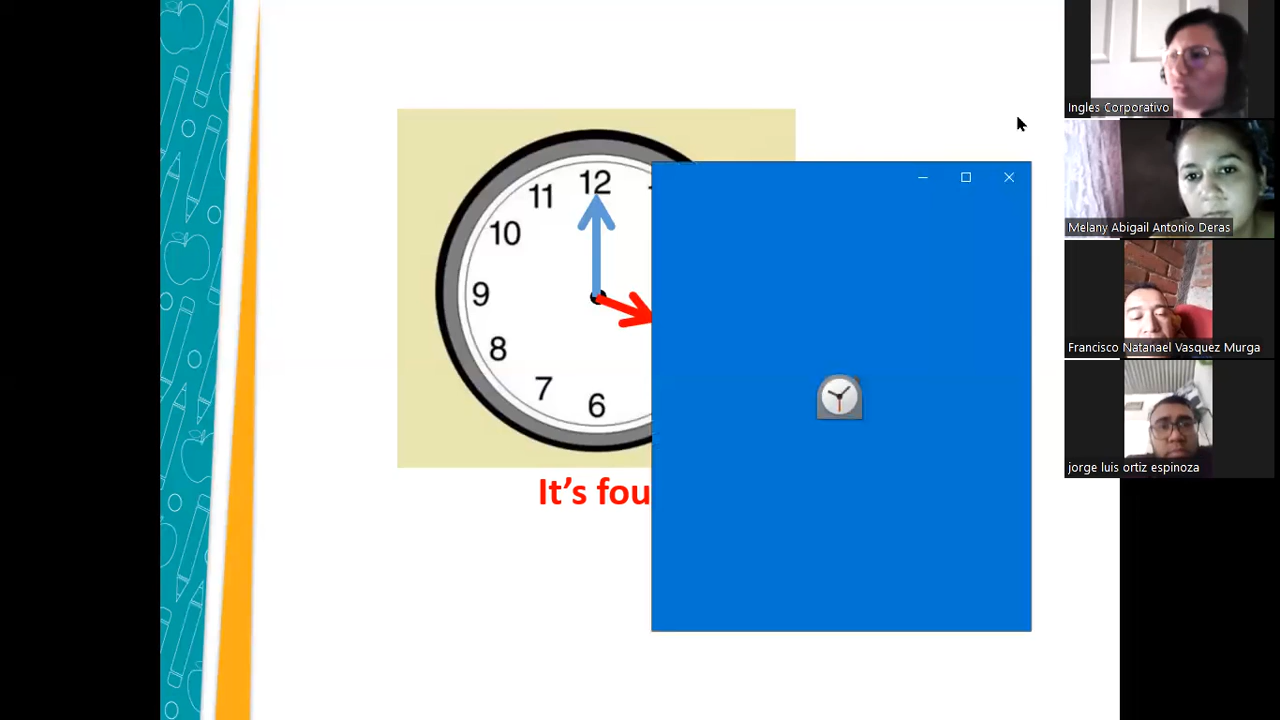 12
11
10
9
8
7
6
It's fou
Ingles Corporativo
Melany Abigail Antonio Deras
Francisco Natanael Vasquez Murga
jorge luis ortiz espinoza